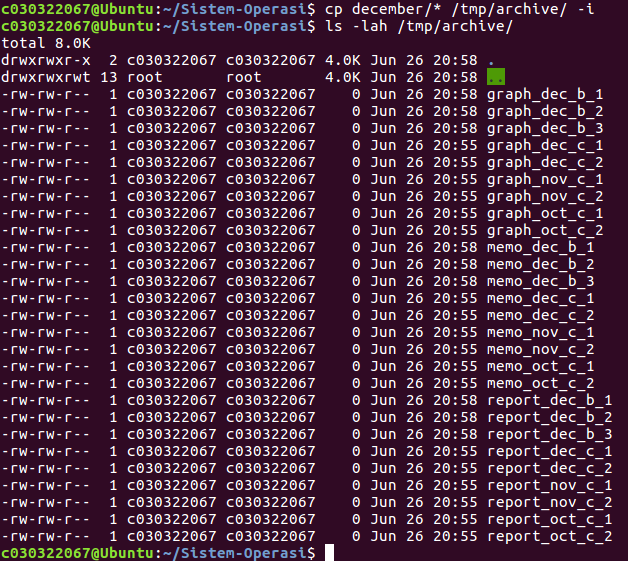 c030322067@Ubuntu:~/Sistem-Operasi$ cp december/* /tmp/archive/ -i
c030322067@Ubuntu:~/Sistem-Operasi$ ls -lah /tmp/archive/
total 8.0K
drwxrwxr-x  2 c030322067 c030322067 4.0K Jun 26 20:58 .
drwxrwxrwt 13 root       root       4.0K Jun 26 20:58 ..
-rw-rw-r--  1 c030322067 c030322067    0 Jun 26 20:58 graph_dec_b_1
-rw-rw-r--  1 c030322067 c030322067    0 Jun 26 20:58 graph_dec_b_2
-rw-rw-r--  1 c030322067 c030322067    0 Jun 26 20:58 graph_dec_b_3
-rw-rw-r--  1 c030322067 c030322067    0 Jun 26 20:55 graph_dec_c_1
-rw-rw-r--  1 c030322067 c030322067    0 Jun 26 20:55 graph_dec_c_2
-rw-rw-r--  1 c030322067 c030322067    0 Jun 26 20:55 graph_nov_c_1
-rw-rw-r--  1 c030322067 c030322067    0 Jun 26 20:55 graph_nov_c_2
-rw-rw-r--  1 c030322067 c030322067    0 Jun 26 20:55 graph_oct_c_1
-rw-rw-r--  1 c030322067 c030322067    0 Jun 26 20:55 graph_oct_c_2
-rw-rw-r--  1 c030322067 c030322067    0 Jun 26 20:58 memo_dec_b_1
-rw-rw-r--  1 c030322067 c030322067    0 Jun 26 20:58 memo_dec_b_2
-rw-rw-r--  1 c030322067 c030322067    0 Jun 26 20:58 memo_dec_b_3
-rw-rw-r--  1 c030322067 c030322067    0 Jun 26 20:55 memo_dec_c_1
-rw-rw-r--  1 c030322067 c030322067    0 Jun 26 20:55 memo_dec_c_2
-rw-rw-r--  1 c030322067 c030322067    0 Jun 26 20:55 memo_nov_c_1
-rw-rw-r--  1 c030322067 c030322067    0 Jun 26 20:55 memo_nov_c_2
-rw-rw-r--  1 c030322067 c030322067    0 Jun 26 20:55 memo_oct_c_1
-rw-rw-r--  1 c030322067 c030322067    0 Jun 26 20:55 memo_oct_c_2
-rw-rw-r--  1 c030322067 c030322067    0 Jun 26 20:58 report_dec_b_1
-rw-rw-r--  1 c030322067 c030322067    0 Jun 26 20:58 report_dec_b_2
-rw-rw-r--  1 c030322067 c030322067    0 Jun 26 20:58 report_dec_b_3
-rw-rw-r--  1 c030322067 c030322067    0 Jun 26 20:55 report_dec_c_1
-rw-rw-r--  1 c030322067 c030322067    0 Jun 26 20:55 report_dec_c_2
-rw-rw-r--  1 c030322067 c030322067    0 Jun 26 20:55 report_nov_c_1
-rw-rw-r--  1 c030322067 c030322067    0 Jun 26 20:55 report_nov_c_2
-rw-rw-r--  1 c030322067 c030322067    0 Jun 26 20:55 report_oct_c_1
-rw-rw-r--  1 c030322067 c030322067    0 Jun 26 20:55 report_oct_c_2
c030322067@Ubuntu:~/Sistem-Operasi$